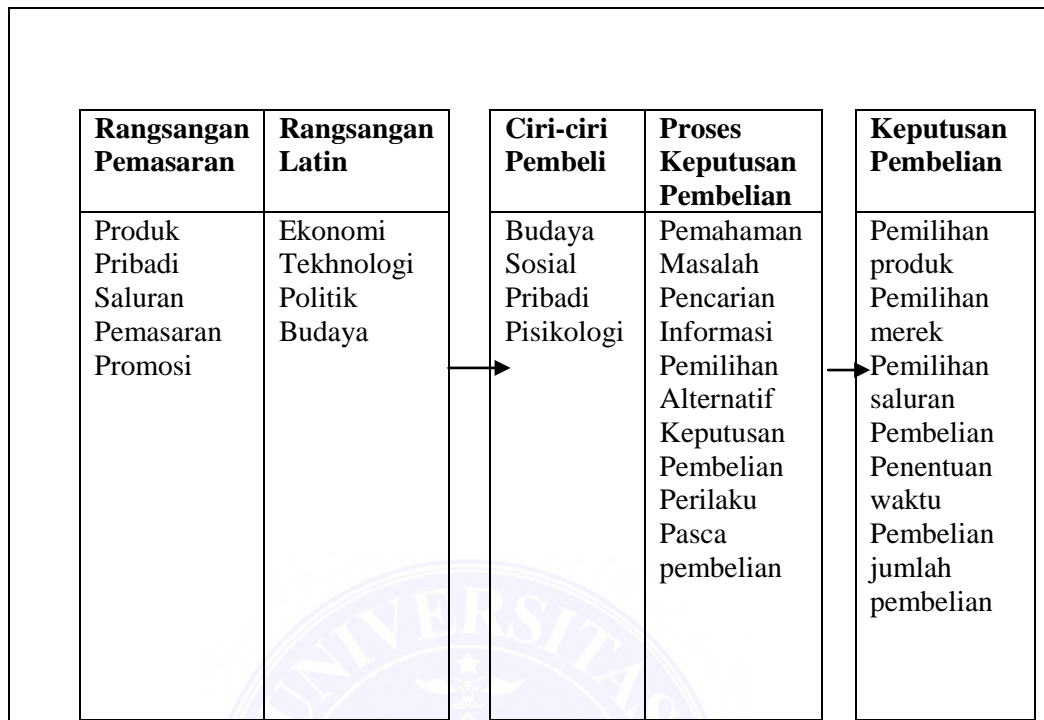 Rangsangan
Pemasaran
Rangsangan
Latin
Ciri-ciri
Pembeli
Proses
Keputusan
Pembelian
Keputusan
Pembelian
Produk
Pribadi
Saluran
Pemasaran
Promosi
Ekonomi
Tekhnologi
Politik
Budaya
Budaya
Sosial
Pribadi
Pisikologi
Pemahaman
Masalah
Pencarian
Informasi
Pemilihan
Alternatif
Keputusan
Pembelian
Perilaku
Pasca
pembelian
Pemilihan
produk
Pemilihan
merek
Pemilihan
saluran
Pembelian
Penentuan
waktu
Pembelian
jumlah
pembelian
UNIVERSITAS